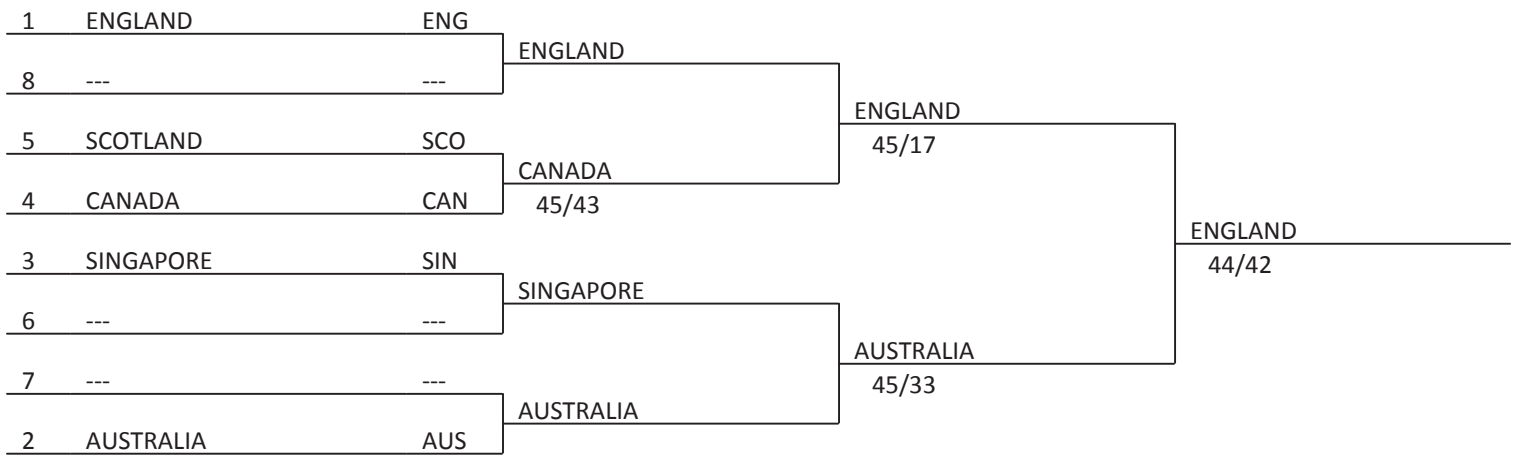 1 ENGLAND ENG
ENGLAND
8 --- ---
ENGLAND
45/17
5 SCOTLAND SCO
CANADA
45/43
4 CANADA CAN
ENGLAND
44/42
3 SINGAPORE SIN
SINGAPORE
6 --- ---
AUSTRALIA
45/33
7 --- ---
AUSTRALIA
2 AUSTRALIA AUS